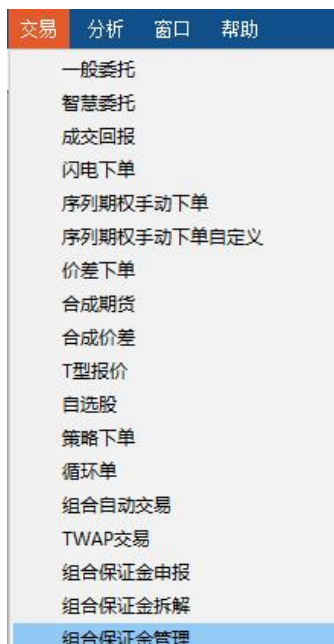 交易 分析 窗口 帮助
一般委托
智慧委托
成交回报
闪电下单
序列期权手动下单
序列期权手动下单自定义
价差下单
合成期货
合成价差
T型报价
自选股
策略下单
循环单
组合自动交易
TWAP交易
组合保证金申报
组合保证金拆解
组合保证金管理